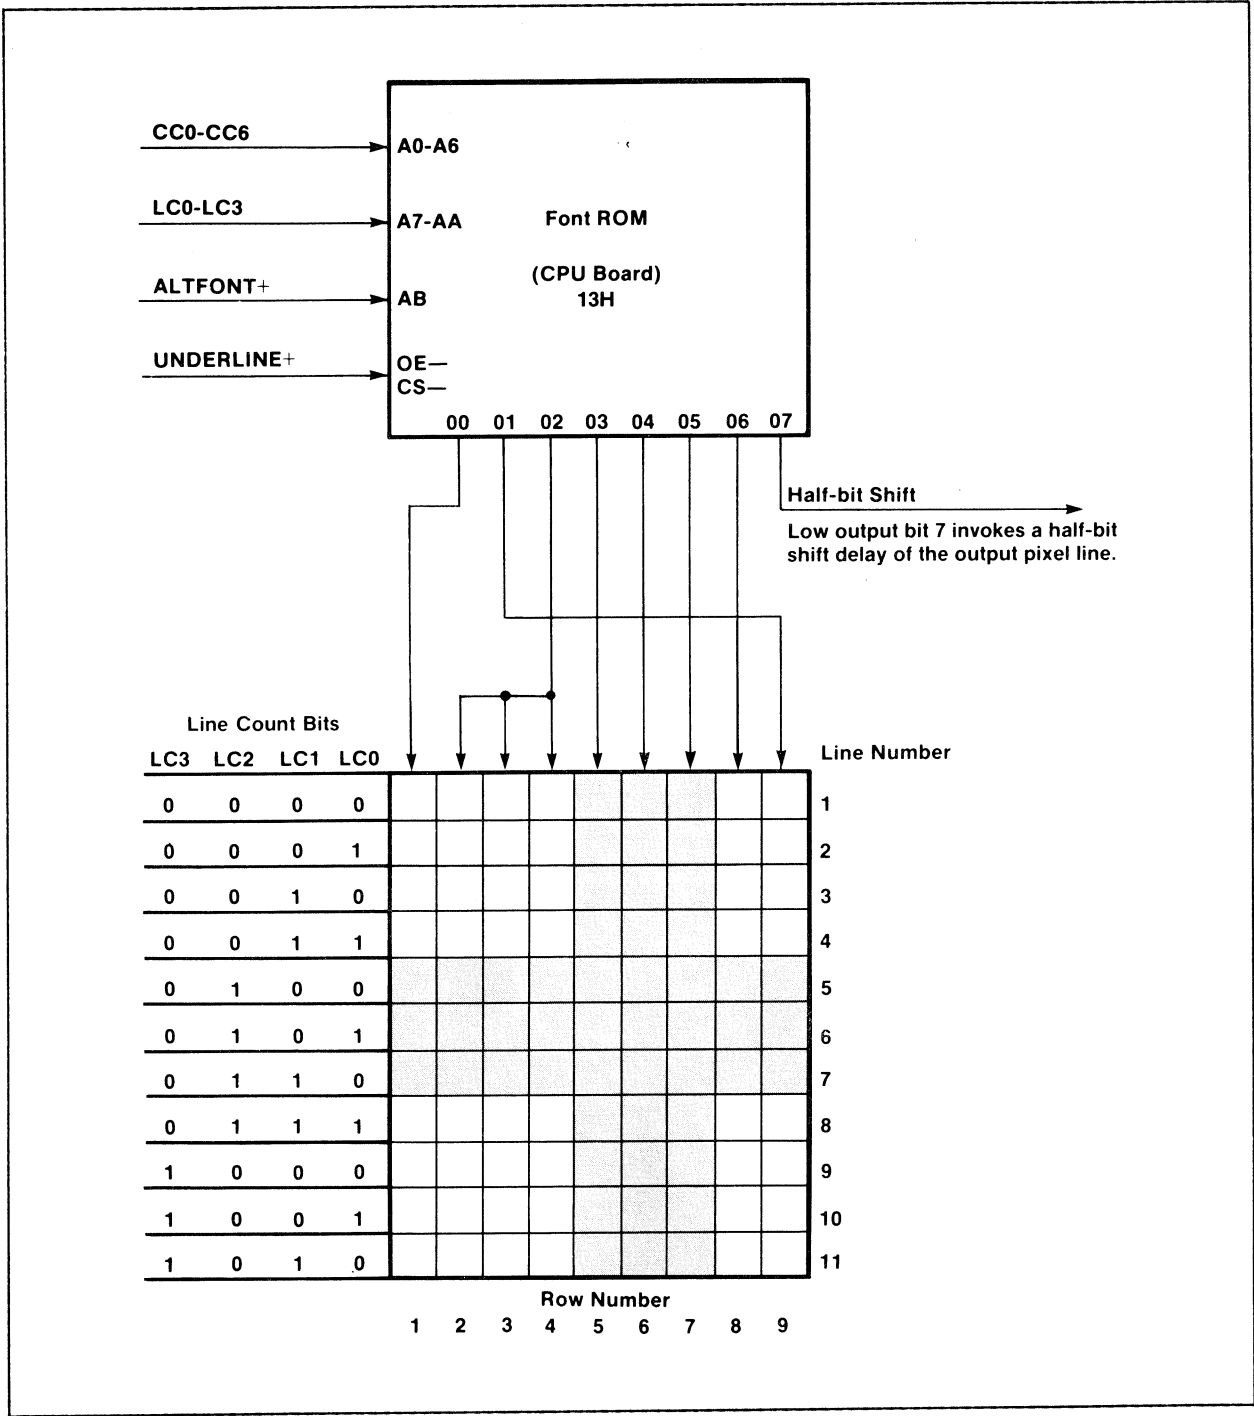 CC0-CC6
A0-A6
LC0-LC3
A7-AA
Font ROM
(CPU Board)
13H
ALTFONT+
AB
UNDERLINE+
OE—
CS—
00 01 02 03 04 05 06 07
Half-bit Shift
Low output bit 7 invokes a half-bit
shift delay of the output pixel line.
Line Count Bits
LC3 LC2 LC1 LC0
Line Number
0 0 0 0 1
0 0 0 1 2
0 0 1 0 3
0 0 1 1 4
0 1 0 0 5
0 1 0 1 6
0 1 1 0 7
0 1 1 1 8
1 0 0 0 9
1 0 0 1 10
1 0 1 0 11
Row Number
1 2 3 4 5 6 7 8 9